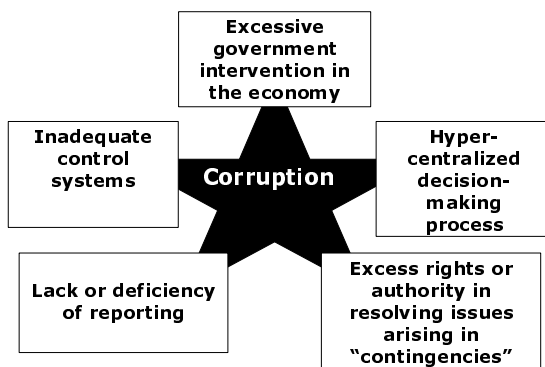 Excessive
government
intervention in
the economy
Inadequate
control
systems
Corruption
Hyper-
centralized
decision-
making
process
Lack or deficiency
of reporting
Excess rights or
authority in
resolving issues
arising in
“contingencies”